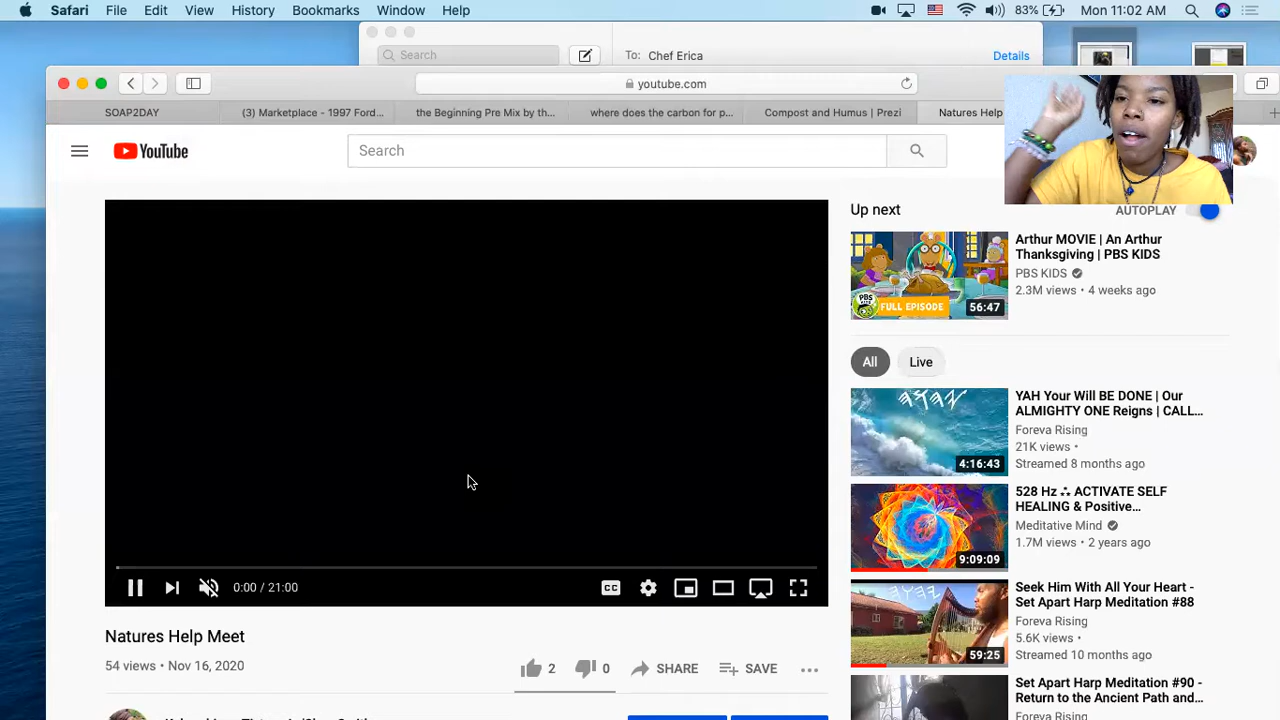 Safari File Edit View History Bookmarks Window Help 83% Mon 11:02 AM
Search To: Chef Erica Details
youtube.com
SOAP2DAY (3) Marketplace - 1997 Ford... the Beginning Pre Mix by th... where does the carbon for p... Compost and Humus | Prezi Natures Help
YouTube Search
Up next AUTOPLAY
Arthur MOVIE | An Arthur
Thanksgiving | PBS KIDS
PBS KIDS
2.3M views • 4 weeks ago
PBS KIDS
FULL EPISODE 56:47
All Live
YAH Your Will BE DONE | Our
ALMIGHTY ONE Reigns | CALL...
Foreva Rising
21K views •
Streamed 8 months ago
4:16:43
528 Hz ⛬ ACTIVATE SELF
HEALING & Positive...
Meditative Mind
1.7M views • 2 years ago
9:09:09
Seek Him With All Your Heart -
Set Apart Harp Meditation #88
Foreva Rising
5.6K views •
Streamed 10 months ago
59:25
Set Apart Harp Meditation #90 -
Return to the Ancient Path and...
Foreva Rising
0:00 / 21:00 CC
Natures Help Meet
54 views • Nov 16, 2020
2 0 SHARE SAVE